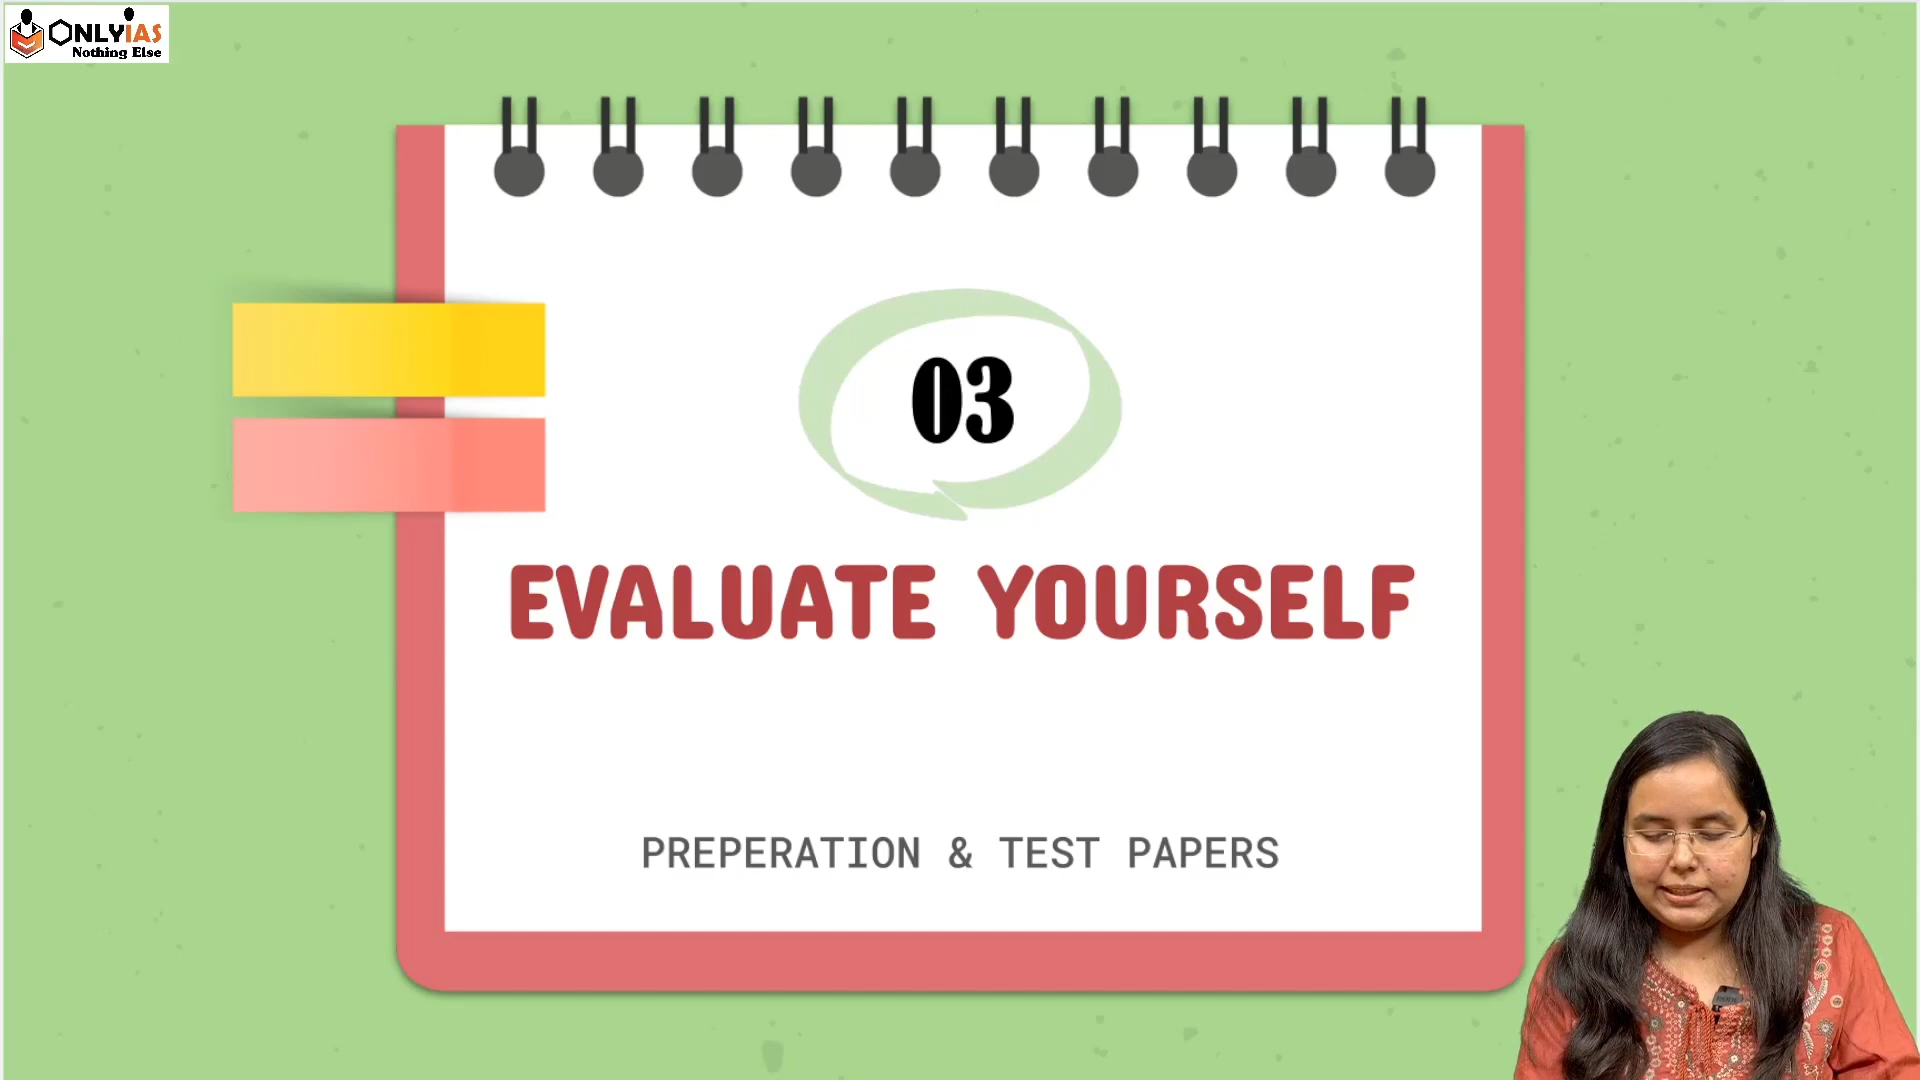 ONLYIAS
Nothing Else
03
EVALUATE YOURSELF
PREPERATION & TEST PAPERS